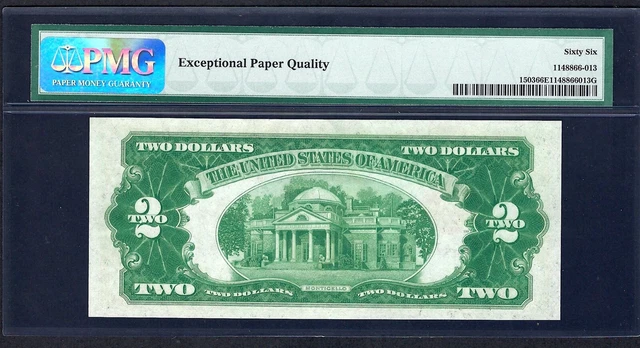 PMG
PAPER MONEY GUARANTY
Exceptional Paper Quality
Sixty Six
1148866-013
150366E1148866013G
TWO DOLLARS
TWO DOLLARS
THE UNITED STATES OF AMERICA
2
TWO
2
TWO
MONTICELLO
TWO
TWO DOLLARS
TWO DOLLARS
TWO